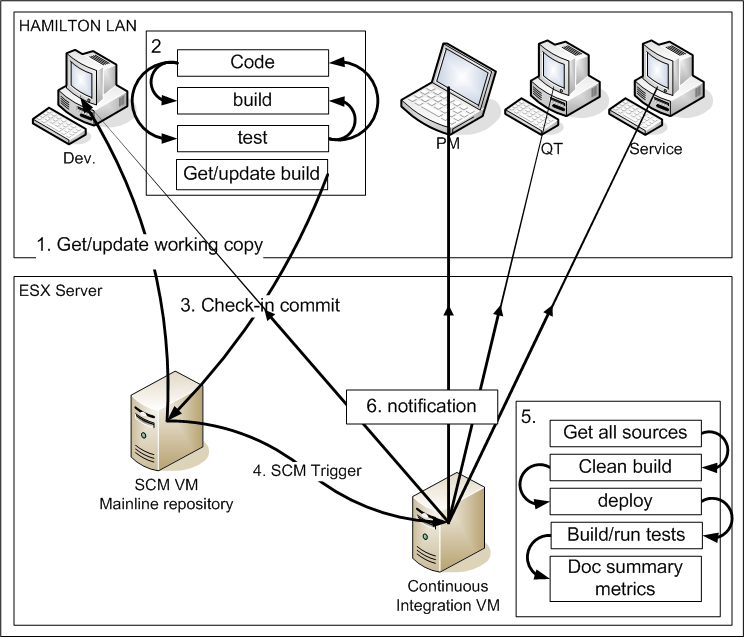 HAMILTON LAN
2
Code
build
test
Get/update build
Dev.
PM
QT
Service
1. Get/update working copy
ESX Server
3. Check-in commit
6. notification
5.
Get all sources
Clean build
deploy
Build/run tests
Doc summary
metrics
4. SCM Trigger
SCM VM
Mainline repository
Continuous
Integration VM